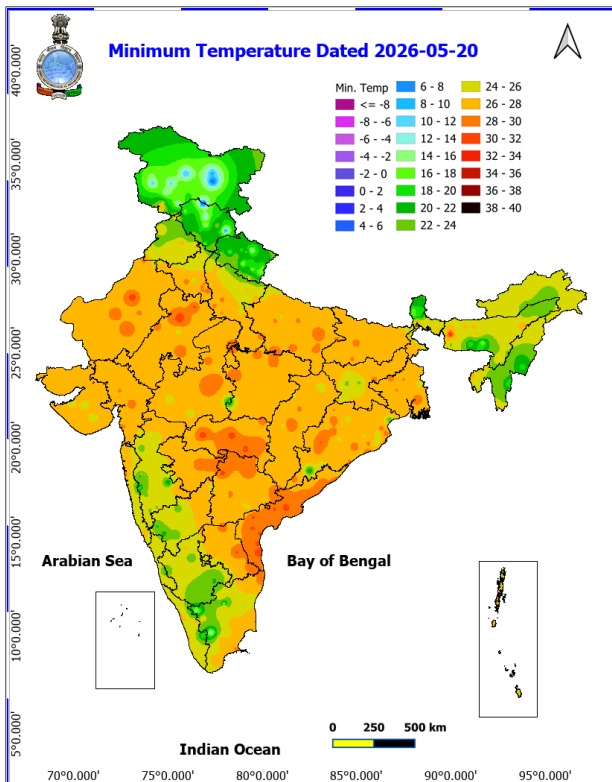 Minimum Temperature Dated 2026-05-20
Min. Temp
<= -8
-8 - -6
-6 - -4
-4 - -2
-2 - 0
0 - 2
2 - 4
4 - 6
6 - 8
8 - 10
10 - 12
12 - 14
14 - 16
16 - 18
18 - 20
20 - 22
22 - 24
24 - 26
26 - 28
28 - 30
30 - 32
32 - 34
34 - 36
36 - 38
38 - 40
40°0.000'
35°0.000'
30°0.000'
25°0.000'
20°0.000'
15°0.000'
10°0.000'
5°0.000'
Arabian Sea
Bay of Bengal
Indian Ocean
0 250 500 km
70°0.000' 75°0.000' 80°0.000' 85°0.000' 90°0.000' 95°0.000'